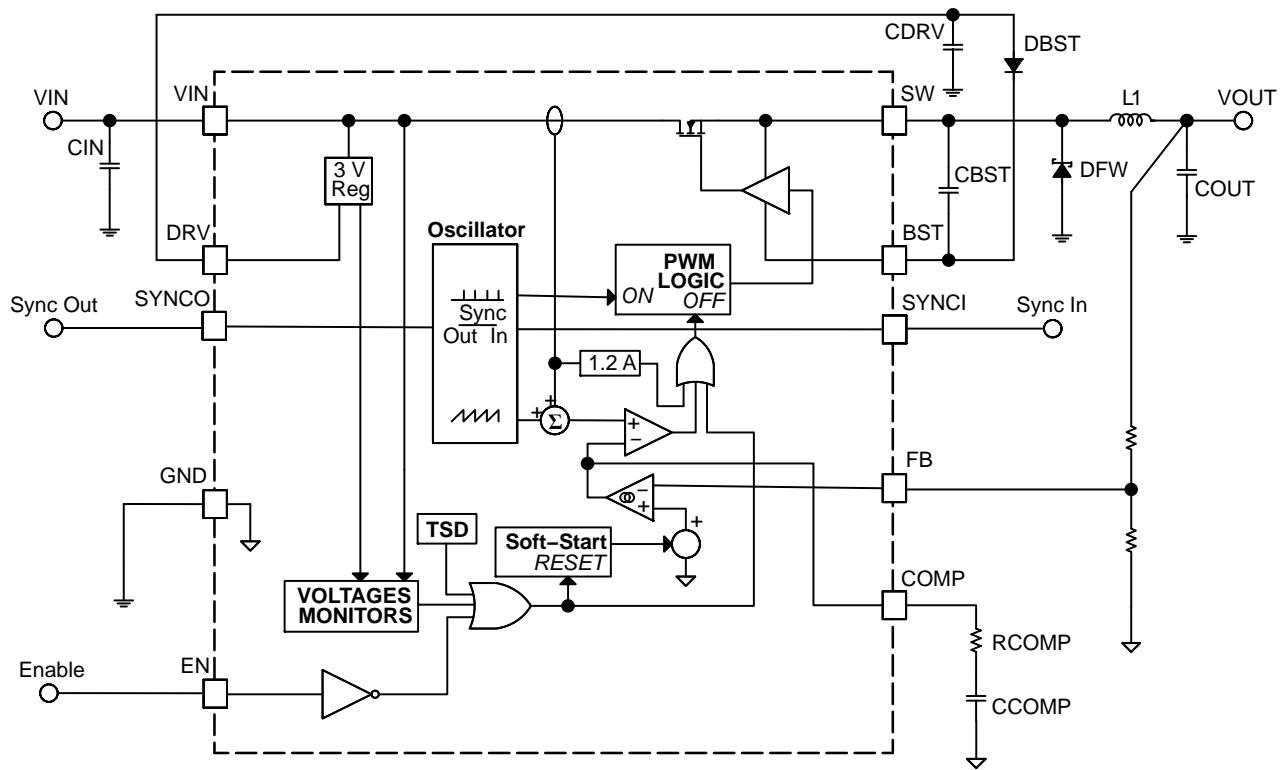 CDRV
DBST
VIN
VIN
SW
L1
VOUT
CIN
3 V
Reg
CBST
DFW
COUT
DRV
Oscillator
BST
PWM
LOGIC
ON
OFF
SYNCO
SYNCI
Sync Out
Sync In
Sync
Out In
1.2 A
+
+
Σ
+
−
FB
GND
−
+
+
TSD
Soft−Start
RESET
COMP
VOLTAGES
MONITORS
RCOMP
Enable
EN
CCOMP